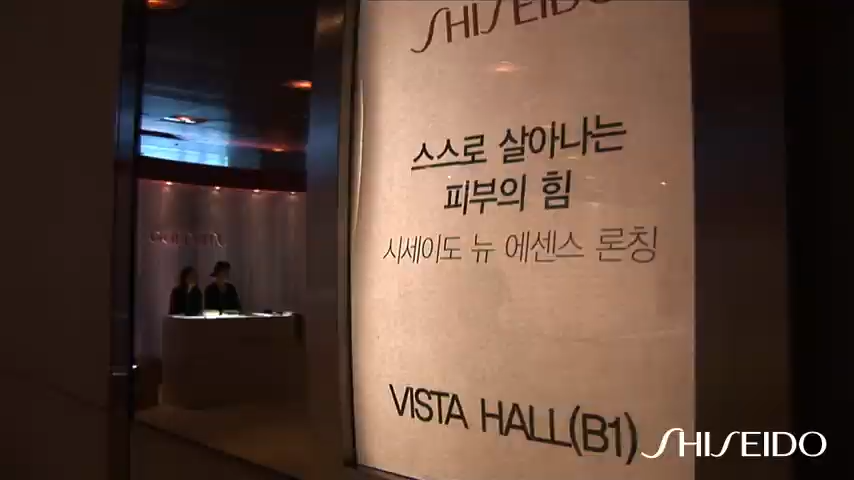 SHISEIDO
스스로 살아나는
피부의 힘
시세이도 뉴 에센스 론칭
VISTA HALL(B1)
SHISEIDO